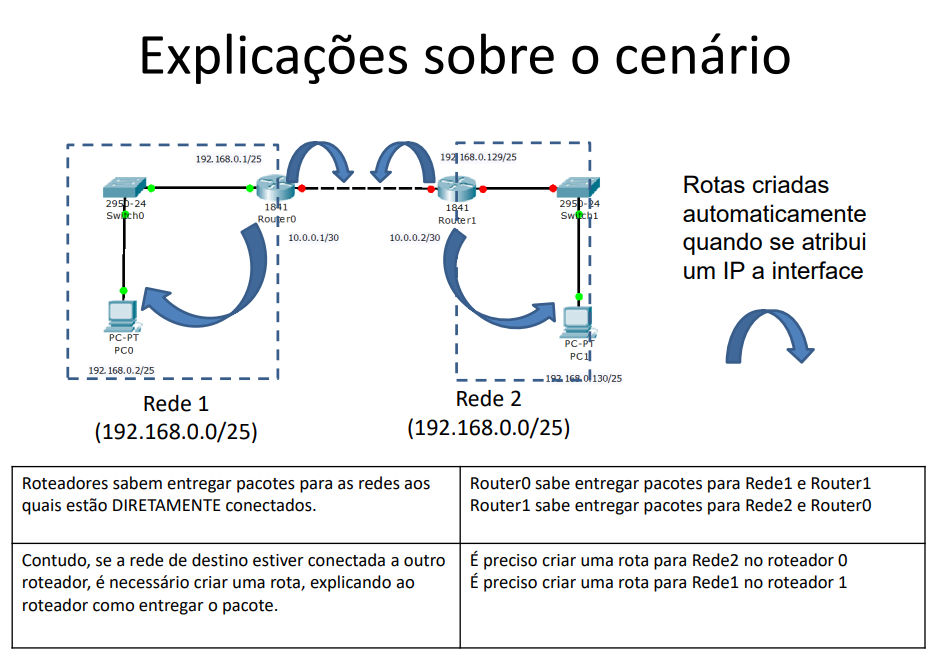 Explicações sobre o cenário
192.168.0.1/25
192.168.0.129/25
2950-24
Switch0
1841
Router0
1841
Router1
2950-24
Switch1
10.0.0.1/30
10.0.0.2/30
Rotas criadas
automaticamente
quando se atribui
um IP a interface
PC-PT
PC0
PC-PT
PC1
192.168.0.2/25
192.168.0.130/25
Rede 1
(192.168.0.0/25)
Rede 2
(192.168.0.0/25)
Roteadores sabem entregar pacotes para as redes aos
quais estão DIRETAMENTE conectados.
Router0 sabe entregar pacotes para Rede1 e Router1
Router1 sabe entregar pacotes para Rede2 e Router0
Contudo, se a rede de destino estiver conectada a outro
roteador, é necessário criar uma rota, explicando ao
roteador como entregar o pacote.
É preciso criar uma rota para Rede2 no roteador 0
É preciso criar uma rota para Rede1 no roteador 1